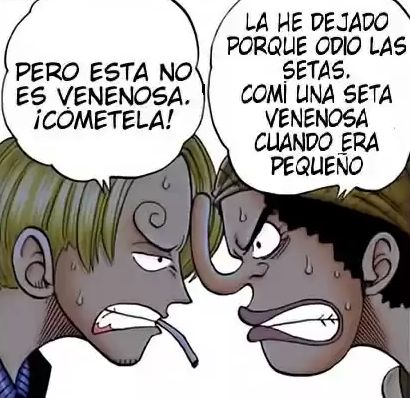 PERO ESTA NO
ES VENENOSA.
¡CÓMETELA!
LA HE DEJADO
PORQUE ODIO LAS
SETAS.
COMÍ UNA SETA
VENENOSA
CUANDO ERA
PEQUEÑO